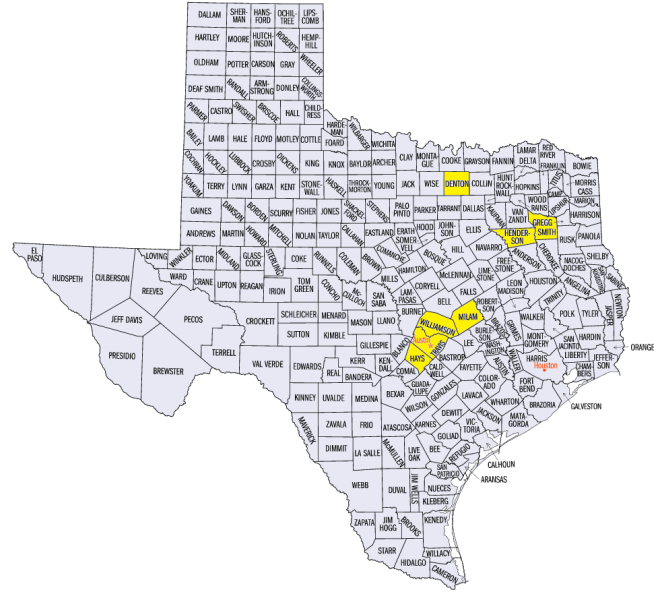 DALLAM
SHER-
MAN
HANS-
FORD
OCHIL-
TREE
LIPS-
COMB
HARTLEY
MOORE
HUTCH-
INSON
ROBERTS
HEMP-
HILL
OLDHAM
POTTER
CARSON
GRAY
WHEELER
DEAF SMITH
RANDALL
ARM-
STRONG
DONLEY
COLLINGS-
WORTH
PARMER
CASTRO
SWISHER
BRISCOE
HALL
CHILD-
RESS
HARDE-
MAN
BAILEY
LAMB
HALE
FLOYD
MOTLEY
COTTLE
FOARD
WILBARGER
WICHITA
CLAY
MONTA
GUE
COOKE
GRAYSON
FANNIN
LAMAR
RED
RIVER
DELTA
FRANKLIN
TITUS
BOWIE
COCHRAN
HOCKLEY
LUBBOCK
CROSBY
DICKENS
KING
KNOX
BAYLOR
ARCHER
JACK
WISE
DENTON
COLLIN
HUNT
ROCK-
WALL
HOPKINS
CAMP
MORRIS
CASS
YOAKUM
TERRY
LYNN
GARZA
KENT
STONE-
WALL
HASKELL
THROCK-
MORTON
YOUNG
WOOD
RAINS
UPSHUR
MARION
HARRISON
GAINES
DAWSON
BORDEN
SCURRY
FISHER
JONES
SHACKEL-
FORD
STEPHENS
PALO
PINTO
PARKER
TARRANT
DALLAS
KAUFMAN
VAN
ZANDT
GREGG
SMITH
ANDREWS
MARTIN
HOWARD
MITCHELL
NOLAN
TAYLOR
CALLAHAN
EASTLAND
ERATH
SOMER-
VELL
HOOD
JOHN-
SON
ELLIS
HENDER-
SON
RUSK
PANOLA
EL
PASO
HUDSPETH
CULBERSON
LOVING
WINKLER
ECTOR
MIDLAND
GLASS-
COCK
STERLING
COKE
RUNNELS
COLEMAN
BROWN
COMANCHE
HAMILTON
BOSQUE
HILL
NAVARRO
ANDERSON
CHEROKEE
NACOG
DOCHES
SHELBY
REEVES
WARD
CRANE
UPTON
REAGAN
IRION
TOM
GREEN
CONCHO
Mc-
CULLOCH
SAN
SABA
MILLS
LAM
PASAS
CORYELL
McLENNAN
LIME-
STONE
FREE-
STONE
LEON
HOUSTON
ANGELINA
SABINE
JEFF DAVIS
PECOS
CROCKETT
SCHLEICHER
MENARD
MASON
LLANO
BURNET
BELL
FALLS
ROBERT-
SON
MADISON
TRINITY
POLK
TYLER
JASPER
NEWTON
PRESIDIO
BREWSTER
TERRELL
SUTTON
KIMBLE
GILLESPIE
BLANCO
WILLIAMSON
MILAM
BRAZOS
GRIMES
WALKER
SAN
JACINTO
HARDIN
ORANGE
VAL VERDE
EDWARDS
REAL
KERR
BANDERA
KEN-
DALL
HAYS
Austin
TRAVIS
BASTROP
LEE
BURLE-
SON
WASH-
INGTON
WALLER
MONT
GOMERY
LIBERTY
JEFFER-
SON
CHAM-
BERS
HARRIS
Houston
COMAL
CALD
WELL
FAYETTE
AUSTIN
FORT
BEND
GALVESTON
KINNEY
UVALDE
MEDINA
BEXAR
GUADA-
LUPE
GONZALES
COLOR-
ADO
WHARTON
BRAZORIA
MAVERICK
ZAVALA
FRIO
ATASCOSA
WILSON
KARNES
DEWITT
LAVACA
JACKSON
MATA
GORDA
DIMMIT
LA SALLE
McMULLEN
LIVE
OAK
BEE
GOLIAD
VIC-
TORIA
REFUGIO
CALHOUN
ARANSAS
WEBB
DUVAL
JIM WELLS
SAN
PATRICIO
NUECES
KLEBERG
ZAPATA
JIM
HOGG
BROOKS
KENEDY
STARR
HIDALGO
WILLACY
CAMERON